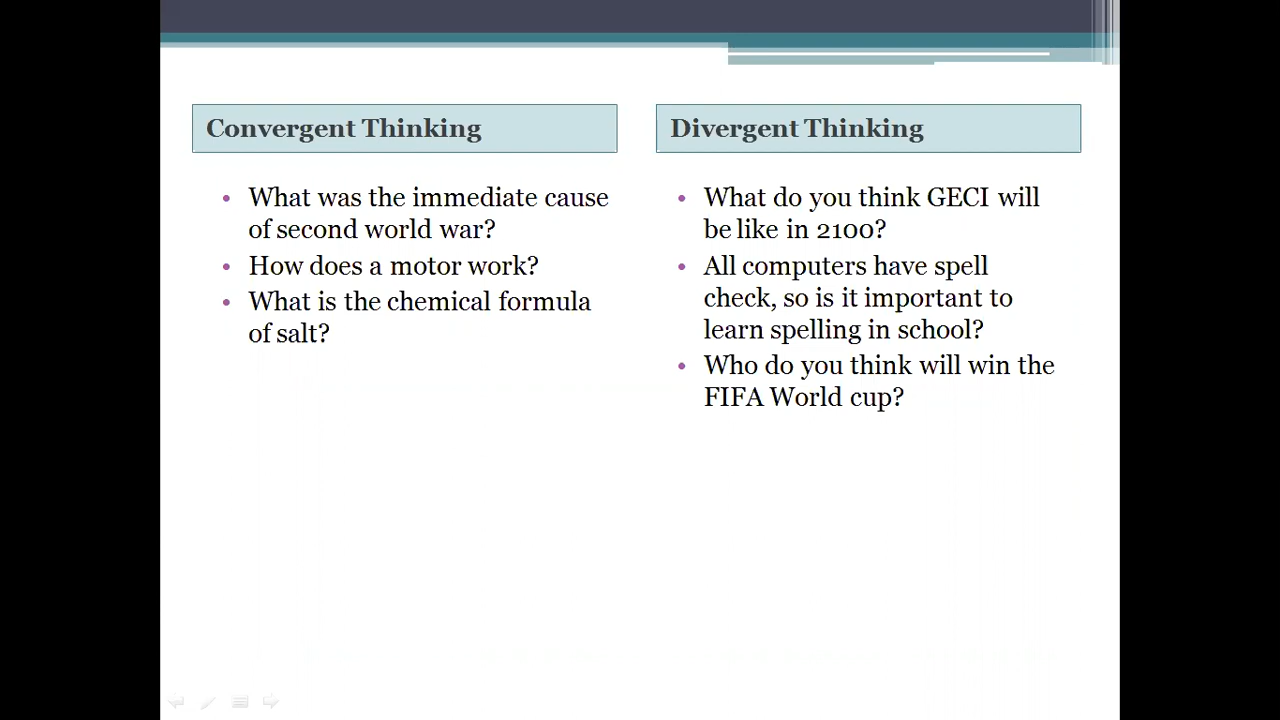 Convergent Thinking
• What was the immediate cause
of second world war?
• How does a motor work?
• What is the chemical formula
of salt?
Divergent Thinking
• What do you think GECI will
be like in 2100?
• All computers have spell
check, so is it important to
learn spelling in school?
• Who do you think will win the
FIFA World cup?